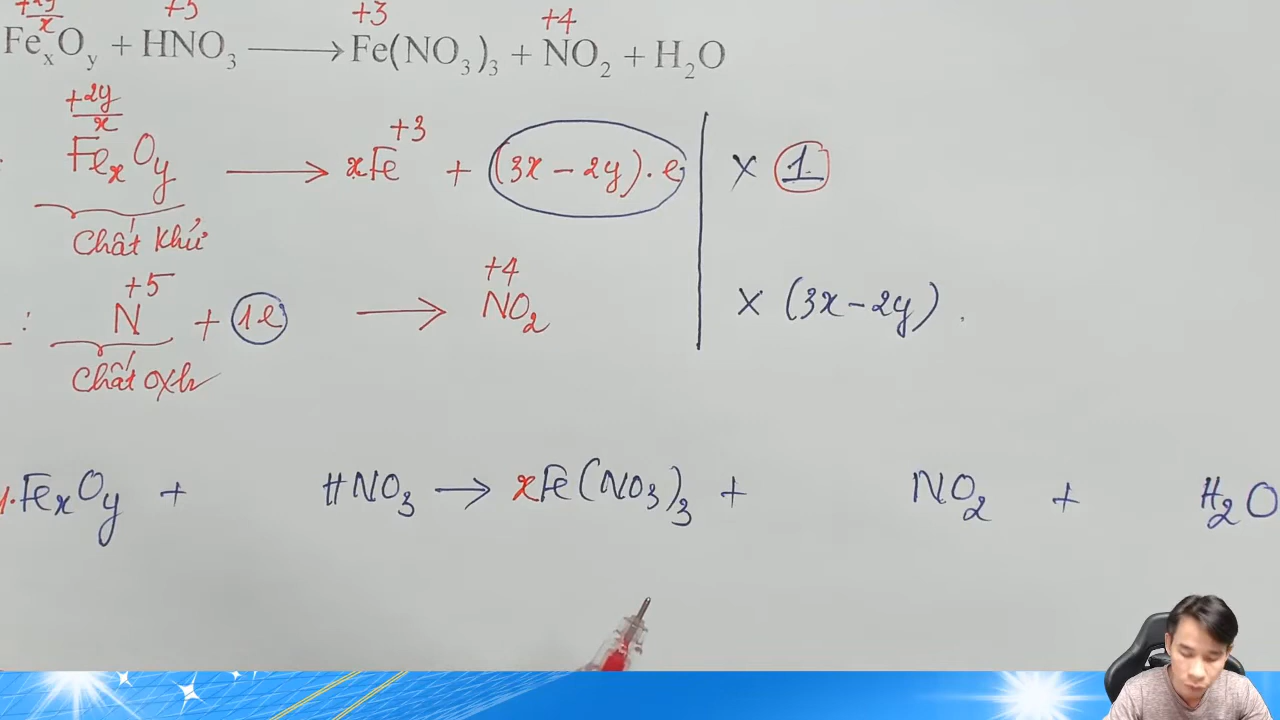 +2y/x +5 +3 +4
FexOy + HNO3 ⟶ Fe(NO3)3 + NO2 + H2O
+2y/x +3
FexOy ⟶ xFe + (3x − 2y) . e × 1
Chất khử
+5 +4
: N + 1e ⟶ NO2 × (3x − 2y) .
Chất oxh
1. FexOy + HNO3 → xFe(NO3)3 + NO2 + H2O